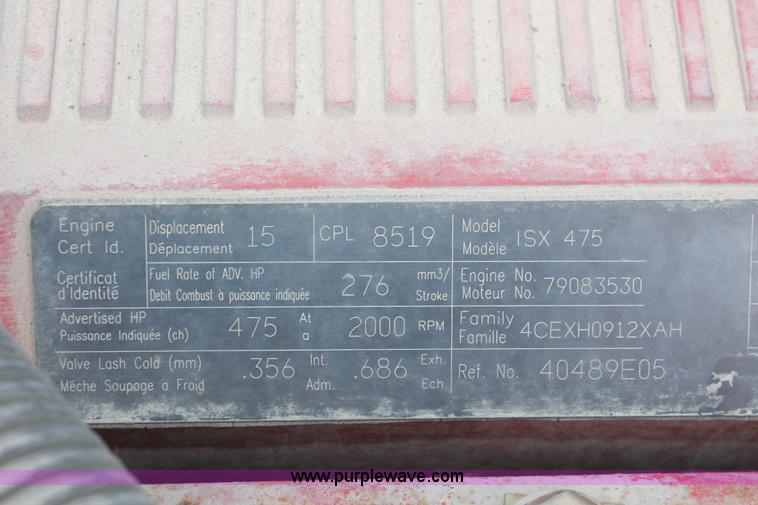 Engine Cert Id.
Certificat d'Identité
Displacement Déplacement 15
CPL 8519
Model Modèle ISX 475
Fuel Rate of ADV. HP
Debit Combust à puissance indiquée
276 mm3/ Stroke
Engine No. Moteur No. 79083530
Advertised HP
Puissance Indiquée (ch)
475 At a 2000 RPM
Family Famille 4CEXH0912XAH
Valve Lash Cold (mm)
Méche Soupage a Froid
.356 Int. Adm. .686 Exh. Ech.
Ref. No. 40489E05
www.purplewave.com